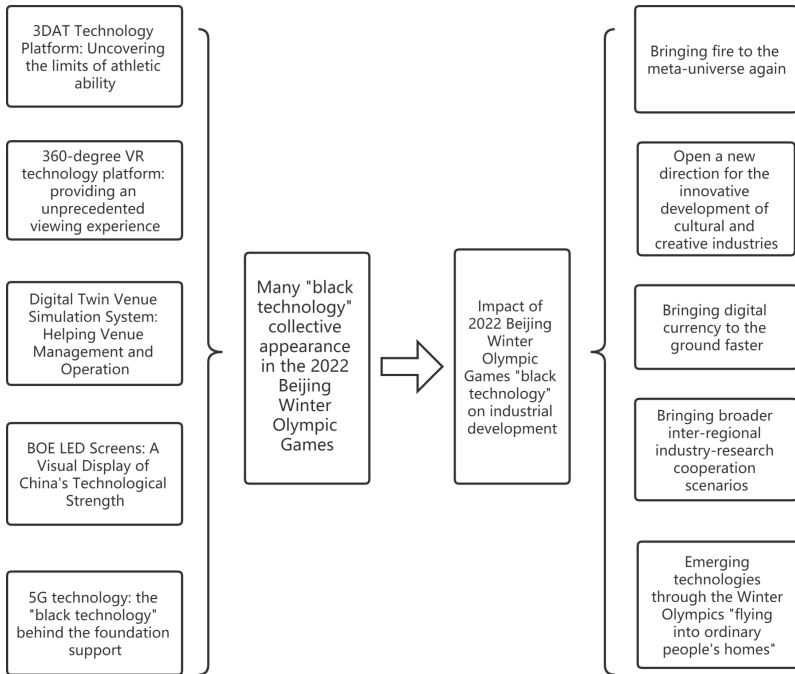 3DAT Technology
Platform: Uncovering
the limits of athletic
ability
360-degree VR
technology platform:
providing an
unprecedented
viewing experience
Digital Twin Venue
Simulation System:
Helping Venue
Management and
Operation
BOE LED Screens: A
Visual Display of
China's Technological
Strength
5G technology: the
"black technology"
behind the foundation
support
Many "black
technology"
collective
appearance
in the 2022
Beijing
Winter
Olympic
Games
Impact of
2022 Beijing
Winter
Olympic
Games "black
technology"
on industrial
development
Bringing fire to the
meta-universe again
Open a new
direction for the
innovative
development of
cultural and
creative industries
Bringing digital
currency to the
ground faster
Bringing broader
inter-regional
industry-research
cooperation
scenarios
Emerging
technologies
through the Winter
Olympics "flying
into ordinary
people's homes"